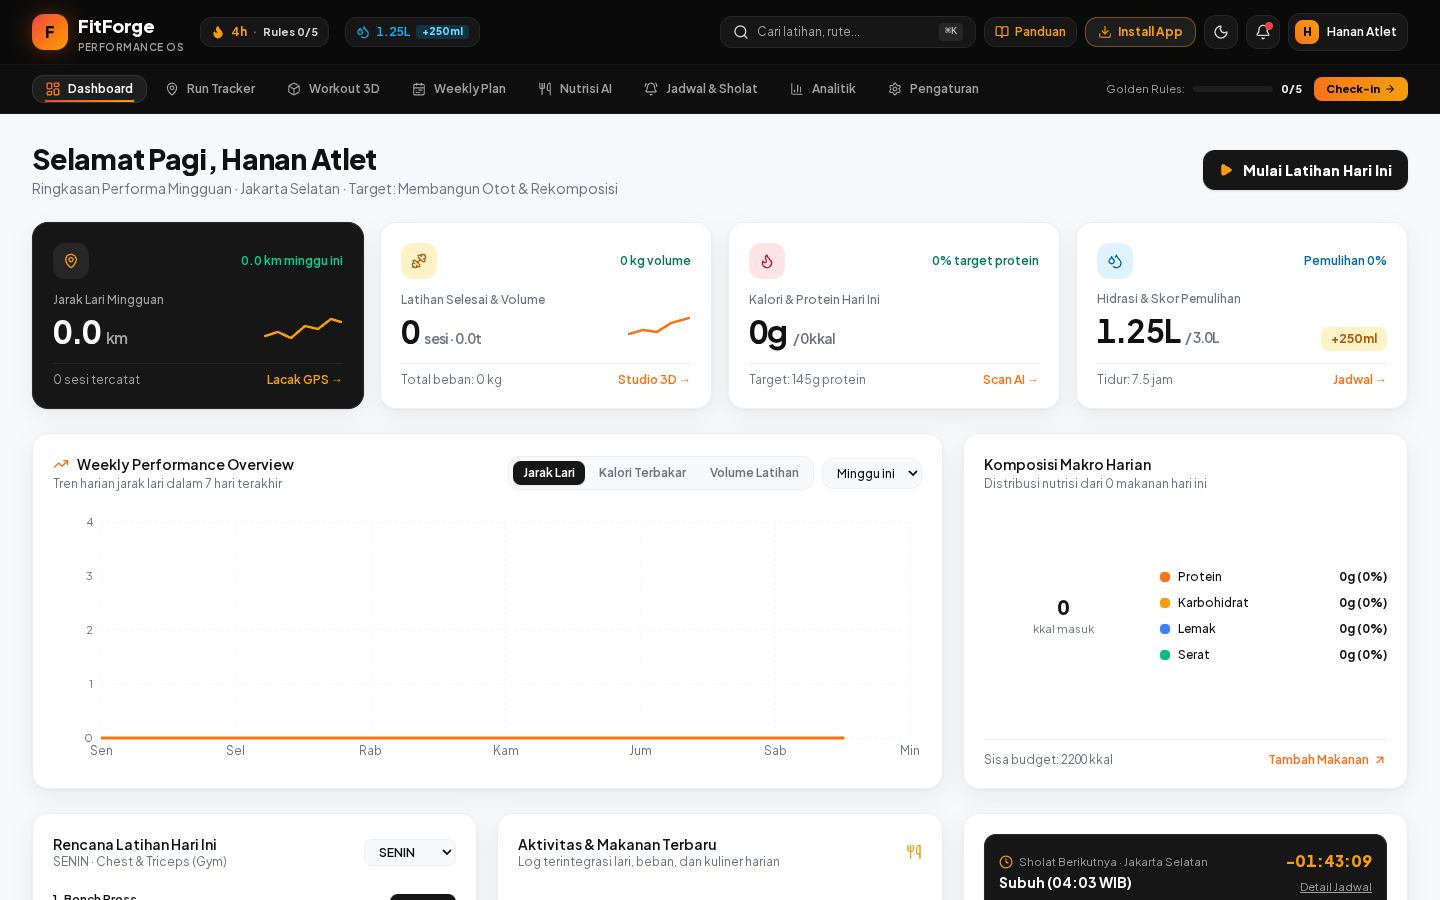 F
FitForge
PERFORMANCE OS
4h · Rules 0/5
1.25L +250ml
Cari latihan, rute...
⌘K
Panduan
Install App
H
Hanan Atlet
Dashboard
Run Tracker
Workout 3D
Weekly Plan
Nutrisi AI
Jadwal & Sholat
Analitik
Pengaturan
Golden Rules: 0/5
Check-in →
Selamat Pagi, Hanan Atlet
Ringkasan Performa Mingguan · Jakarta Selatan · Target: Membangun Otot & Rekomposisi
Mulai Latihan Hari Ini
0.0 km minggu ini
Jarak Lari Mingguan
0.0 km
0 sesi tercatat
Lacak GPS →
0 kg volume
Latihan Selesai & Volume
0 sesi · 0.0t
Total beban: 0 kg
Studio 3D →
0% target protein
Kalori & Protein Hari Ini
0g / 0kkal
Target: 145g protein
Scan AI →
Pemulihan 0%
Hidrasi & Skor Pemulihan
1.25L / 3.0L
+250ml
Tidur: 7.5 jam
Jadwal →
Weekly Performance Overview
Tren harian jarak lari dalam 7 hari terakhir
Jarak Lari
Kalori Terbakar
Volume Latihan
Minggu ini
4
3
2
1
0
Sen Sel Rab Kam Jum Sab Min
Komposisi Makro Harian
Distribusi nutrisi dari 0 makanan hari ini
0
kkal masuk
Protein 0g (0%)
Karbohidrat 0g (0%)
Lemak 0g (0%)
Serat 0g (0%)
Sisa budget: 2200 kkal
Tambah Makanan
Rencana Latihan Hari Ini
SENIN · Chest & Triceps (Gym)
SENIN
1. Bench Press
Aktivitas & Makanan Terbaru
Log terintegrasi lari, beban, dan kuliner harian
Sholat Berikutnya · Jakarta Selatan
Subuh (04:03 WIB)
-01:43:09
Detail Jadwal